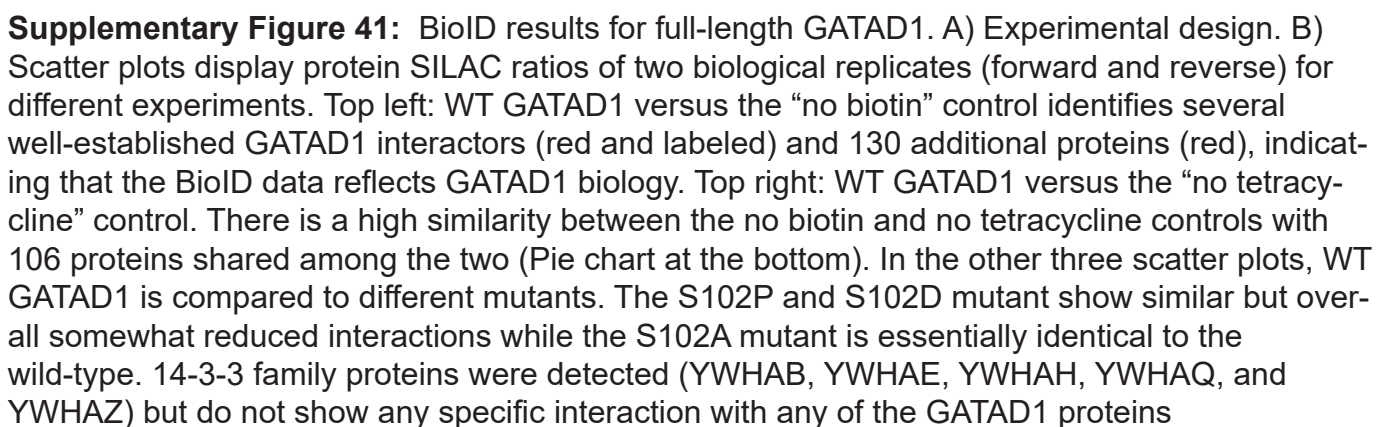 Supplementary Figure 41: BioID results for full-length GATAD1. A) Experimental design. B)
Scatter plots display protein SILAC ratios of two biological replicates (forward and reverse) for
different experiments. Top left: WT GATAD1 versus the “no biotin” control identifies several
well-established GATAD1 interactors (red and labeled) and 130 additional proteins (red), indicat-
ing that the BioID data reflects GATAD1 biology. Top right: WT GATAD1 versus the “no tetracy-
cline” control. There is a high similarity between the no biotin and no tetracycline controls with
106 proteins shared among the two (Pie chart at the bottom). In the other three scatter plots, WT
GATAD1 is compared to different mutants. The S102P and S102D mutant show similar but over-
all somewhat reduced interactions while the S102A mutant is essentially identical to the
wild-type. 14-3-3 family proteins were detected (YWHAB, YWHAE, YWHAH, YWHAQ, and
YWHAZ) but do not show any specific interaction with any of the GATAD1 proteins